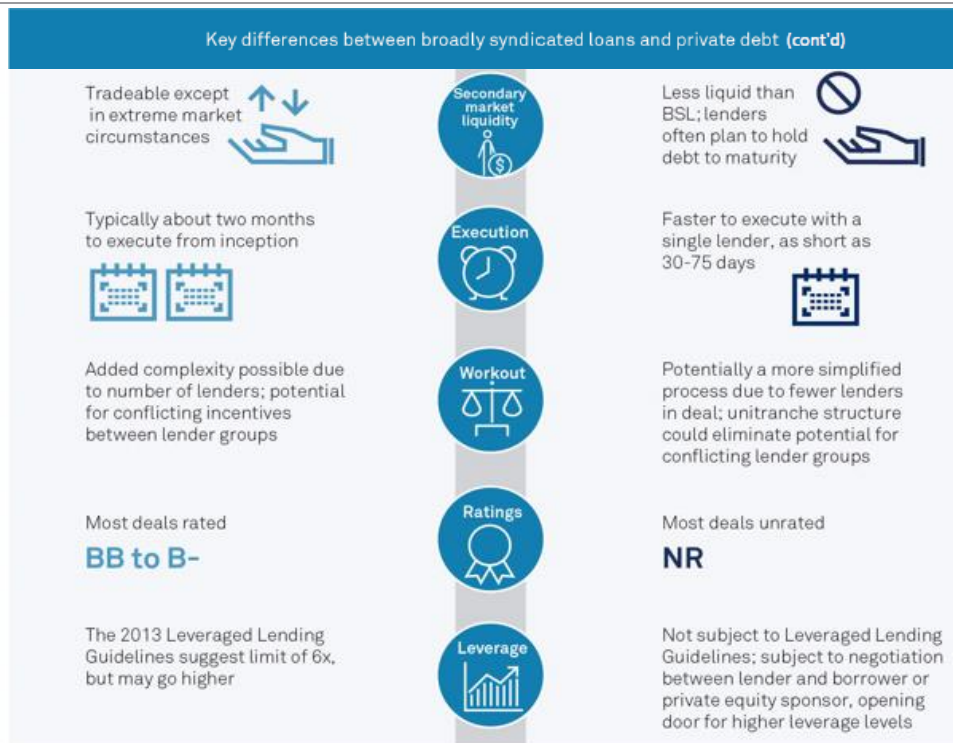 Key differences between broadly syndicated loans and private debt (cont'd)
Tradeable except
in extreme market
circumstances
Secondary
market
liquidity
$
Less liquid than
BSL; lenders
often plan to hold
debt to maturity
Typically about two months
to execute from inception
Execution
Faster to execute with a
single lender, as short as
30-75 days
Added complexity possible due
to number of lenders; potential
for conflicting incentives
between lender groups
Workout
Potentially a more simplified
process due to fewer lenders
in deal; unitranche structure
could eliminate potential for
conflicting lender groups
Most deals rated
BB to B-
Ratings
Most deals unrated
NR
The 2013 Leveraged Lending
Guidelines suggest limit of 6x,
but may go higher
Leverage
Not subject to Leveraged Lending
Guidelines; subject to negotiation
between lender and borrower or
private equity sponsor, opening
door for higher leverage levels